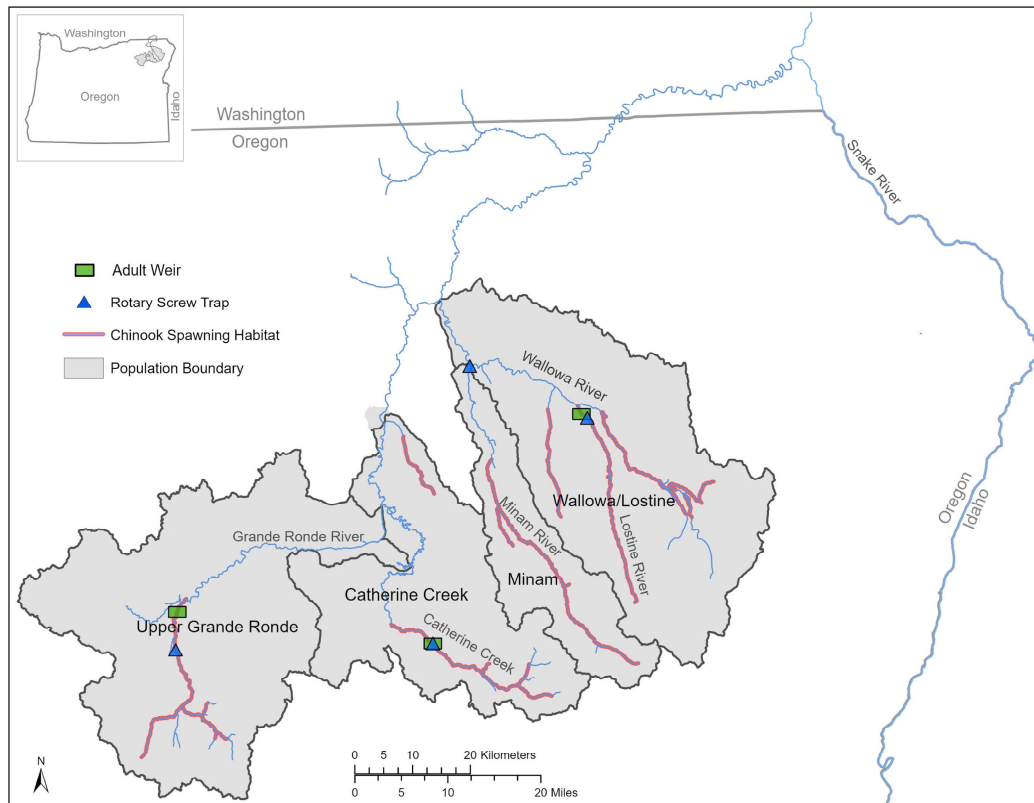 Washington
Oregon
Idaho
Washington
Oregon
Snake River
Adult Weir
Rotary Screw Trap
Chinook Spawning Habitat
Population Boundary
Wallowa River
Wallowa/Lostine
Lostine River
Minam River
Minam
Oregon
Idaho
Grande Ronde River
Catherine Creek
Upper Grande Ronde
Catherine Creek
N
0 5 10 20 Kilometers
0 5 10 20 Miles